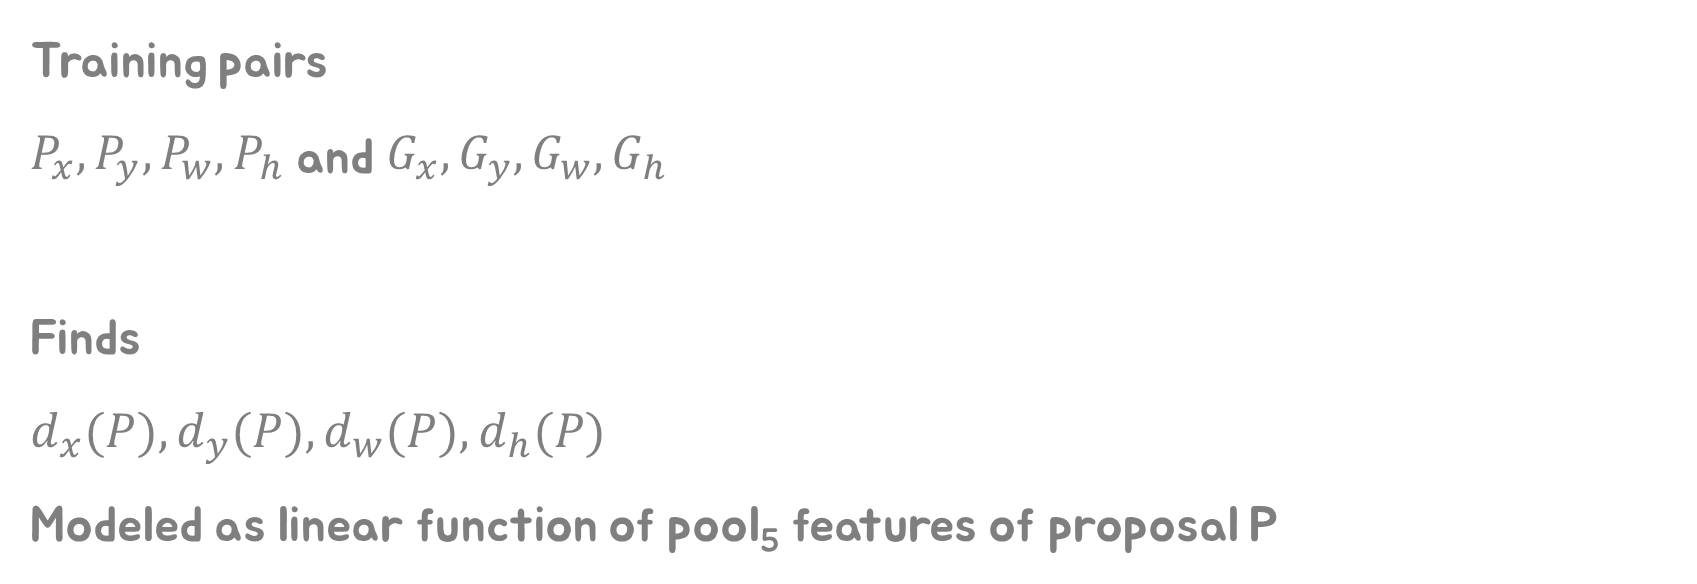 Training pairs
P_x, P_y, P_w, P_h and G_x, G_y, G_w, G_h
Finds
d_x(P), d_y(P), d_w(P), d_h(P)
Modeled as linear function of pool_5 features of proposal P